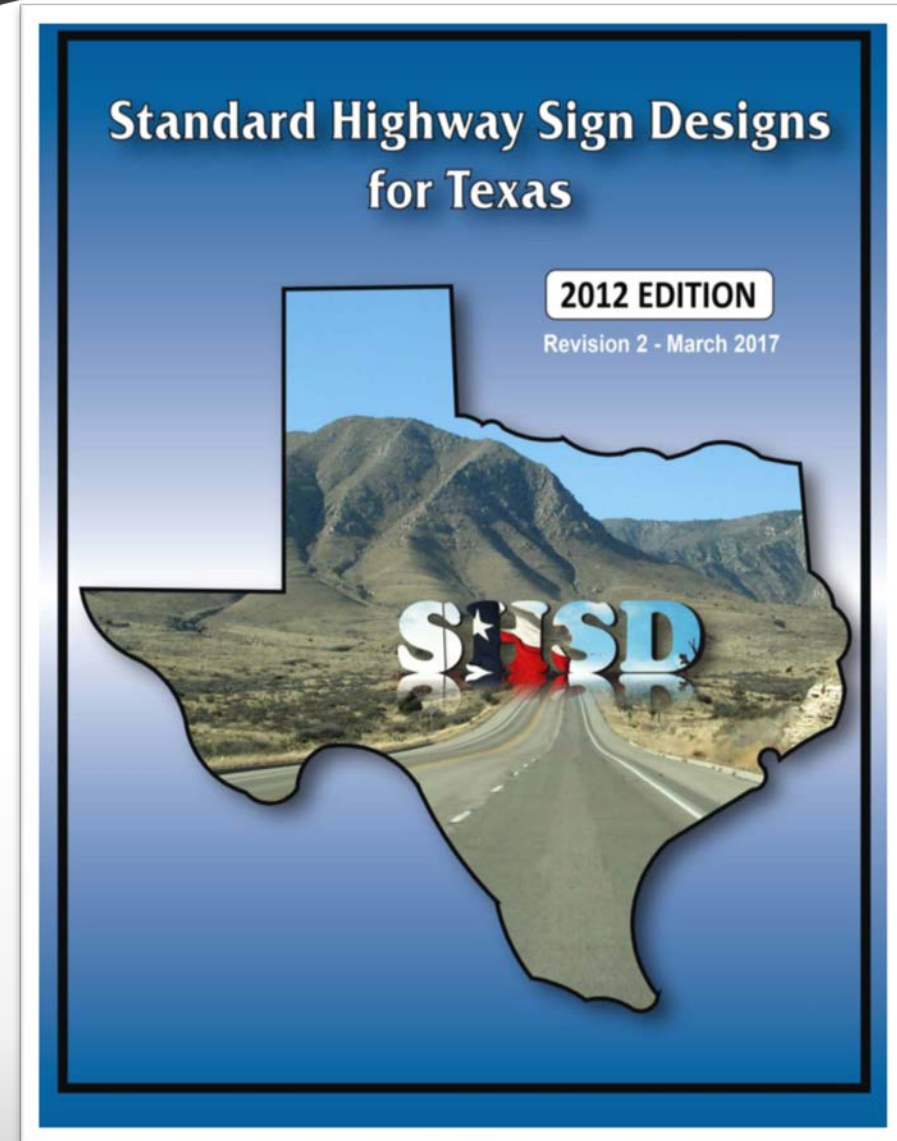 Standard Highway Sign Designs
for Texas
2012 EDITION
Revision 2 - March 2017
SHSD